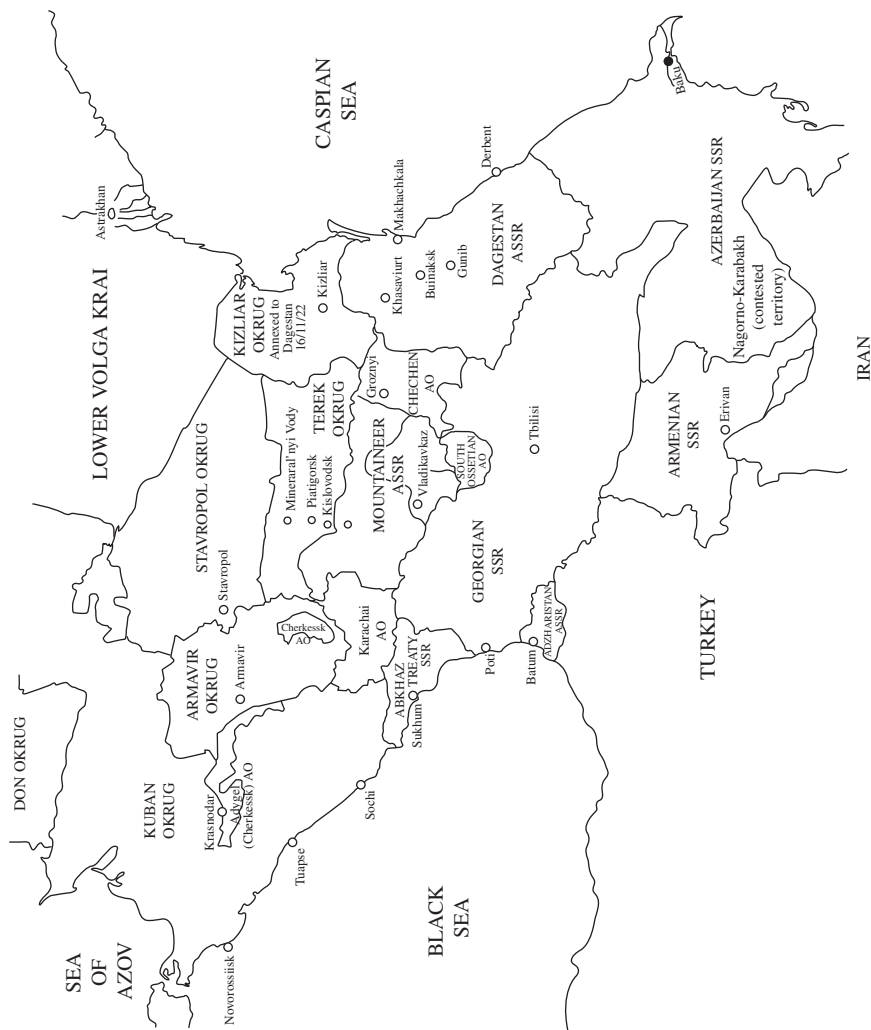 SEA
OF
AZOV
DON OKRUG
KUBAN
OKRUG
Krasnodar
Adygei
(Cherkessk) AO
Novorossiisk
Tuapse
Sochi
BLACK
SEA
ARMAVIR
OKRUG
Armavir
Cherkessk
AO
Karachai
AO
ABKHAZ
TREATY
SSR
Sukhum
Poti
Batum
ADZHARISTAN
ASSR
TURKEY
STAVROPOL OKRUG
Stavropol
LOWER VOLGA KRAI
Astrakhan
Mineraral'nyi Vody
Piatigorsk
Kislovodsk
TEREK
OKRUG
MOUNTAINEER
ASSR
Vladikavkaz
SOUTH
OSSETIAN
AO
GEORGIAN
SSR
Tbilisi
KIZLIAR
OKRUG
Annexed to
Dagestan
16/11/22
Kizliar
Groznyi
CHECHEN
AO
Khasaviurt
Buinaksk
Gunib
Makhachkala
Derbent
DAGESTAN
ASSR
CASPIAN
SEA
ARMENIAN
SSR
Erivan
AZERBAIJAN SSR
Nagorno-Karabakh
(contested
territory)
Baku
IRAN